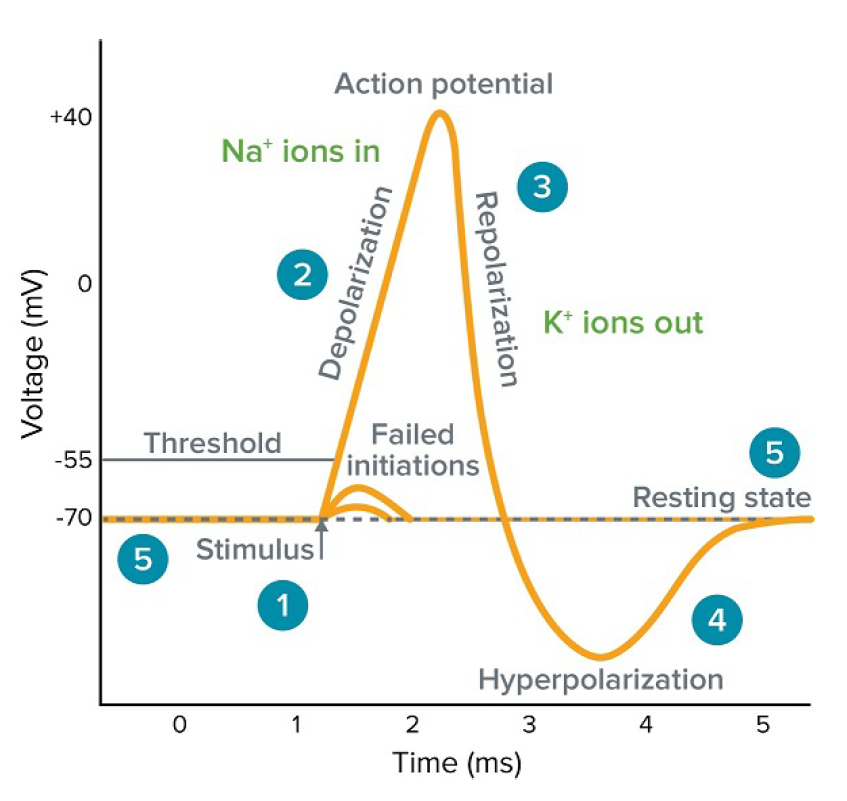 Action potential
+40
Na⁺ ions in
3
Depolarization
Repolarization
2
0
K⁺ ions out
Voltage (mV)
Threshold
Failed
initiations
-55
5
Resting state
-70
Stimulus
5
1
4
Hyperpolarization
0 1 2 3 4 5
Time (ms)